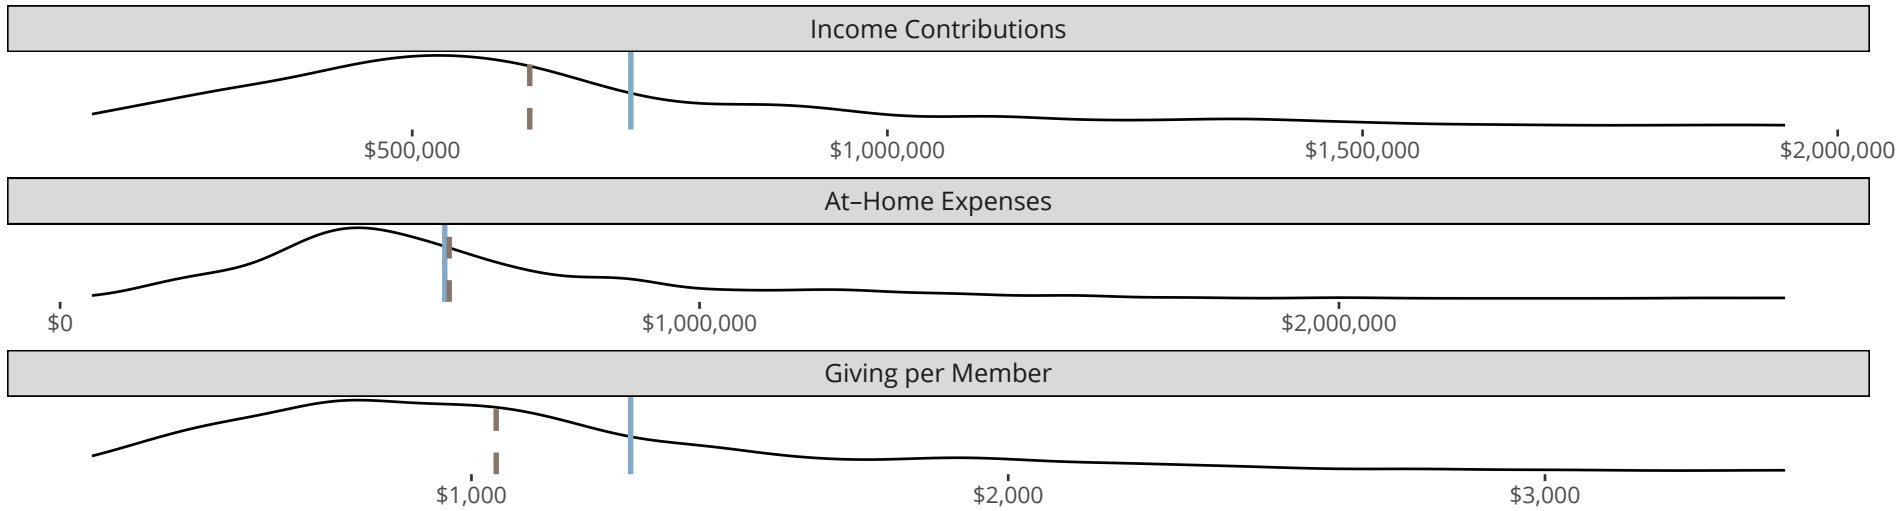 Income Contributions
$500,000 $1,000,000 $1,500,000 $2,000,000
At–Home Expenses
$0 $1,000,000 $2,000,000
Giving per Member
$1,000 $2,000 $3,000